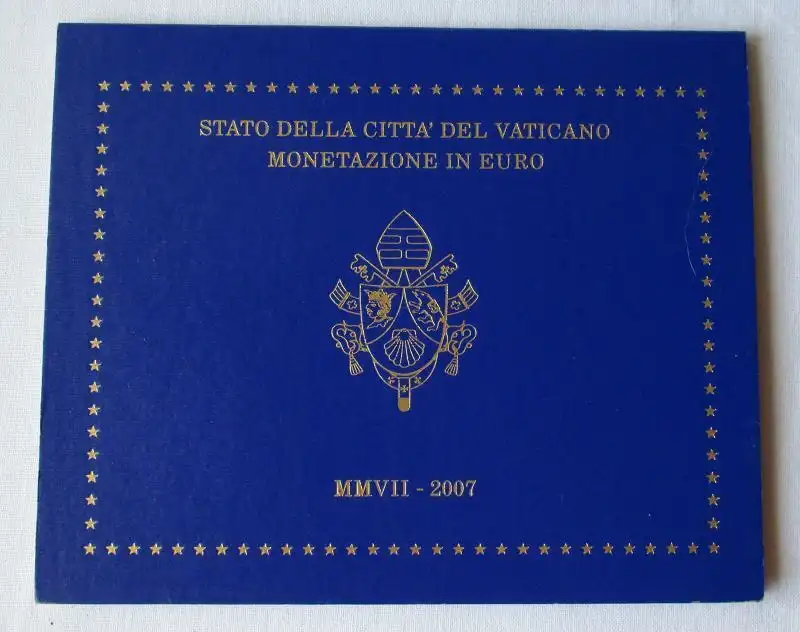 STATO DELLA CITTA' DEL VATICANO
MONETAZIONE IN EURO
MMVII - 2007